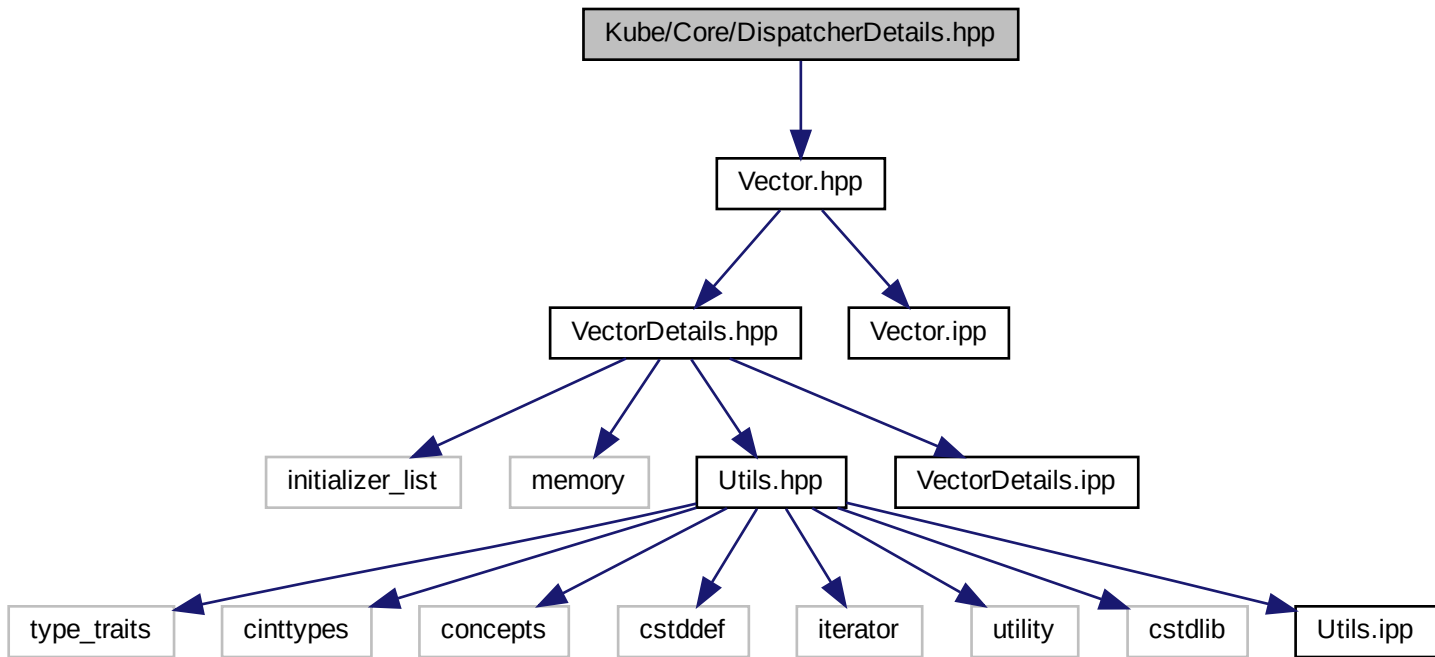 Kube/Core/DispatcherDetails.hpp
Vector.hpp
VectorDetails.hpp
Vector.ipp
initializer_list
memory
Utils.hpp
VectorDetails.ipp
type_traits
cinttypes
concepts
cstddef
iterator
utility
cstdlib
Utils.ipp